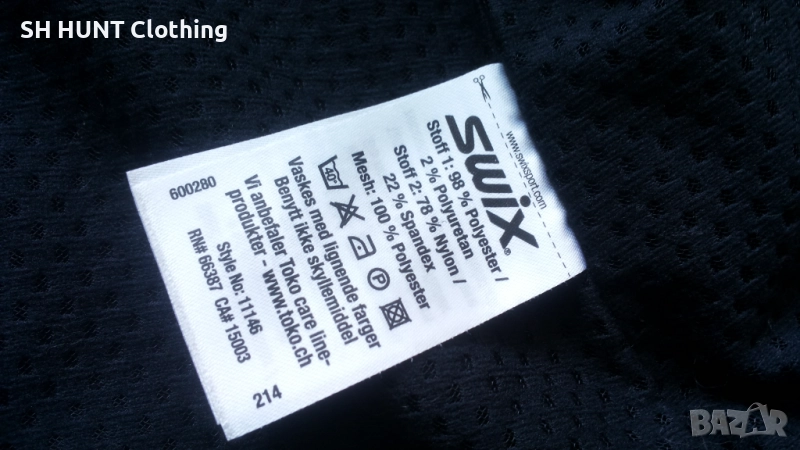 SH HUNT Clothing
www.swixsport.com
SWIX®
Stoff 1: 98 % Polyester /
2 % Polyuretan
Stoff 2: 78 % Nylon /
22 % Spandex
Mesh: 100 % Polyester
40°
P
Vaskes med lignende farger
Benytt ikke skyllemiddel
Vi anbefaler Toko care line-
produkter - www.toko.ch
Style No: 11146
RN# 66387 CA# 15003
600280
214
BAZAR